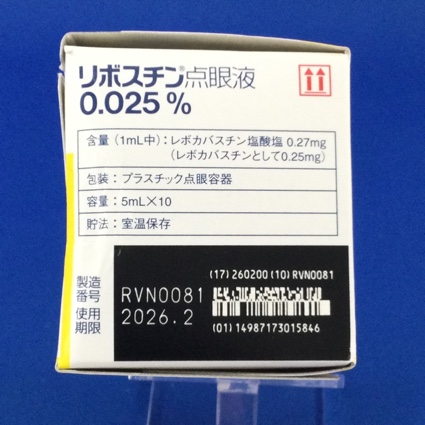 リボスチン®点眼液
0.025%
含量(1mL中):レボカバスチン塩酸塩 0.27mg
(レボカバスチンとして0.25mg)
包装:プラスチック点眼容器
容量:5mL×10
貯法:室温保存
(17) 260200 (10) RVN0081
製造
番号 RVN0081
使用
期限 2026.2
(01) 14987173015846